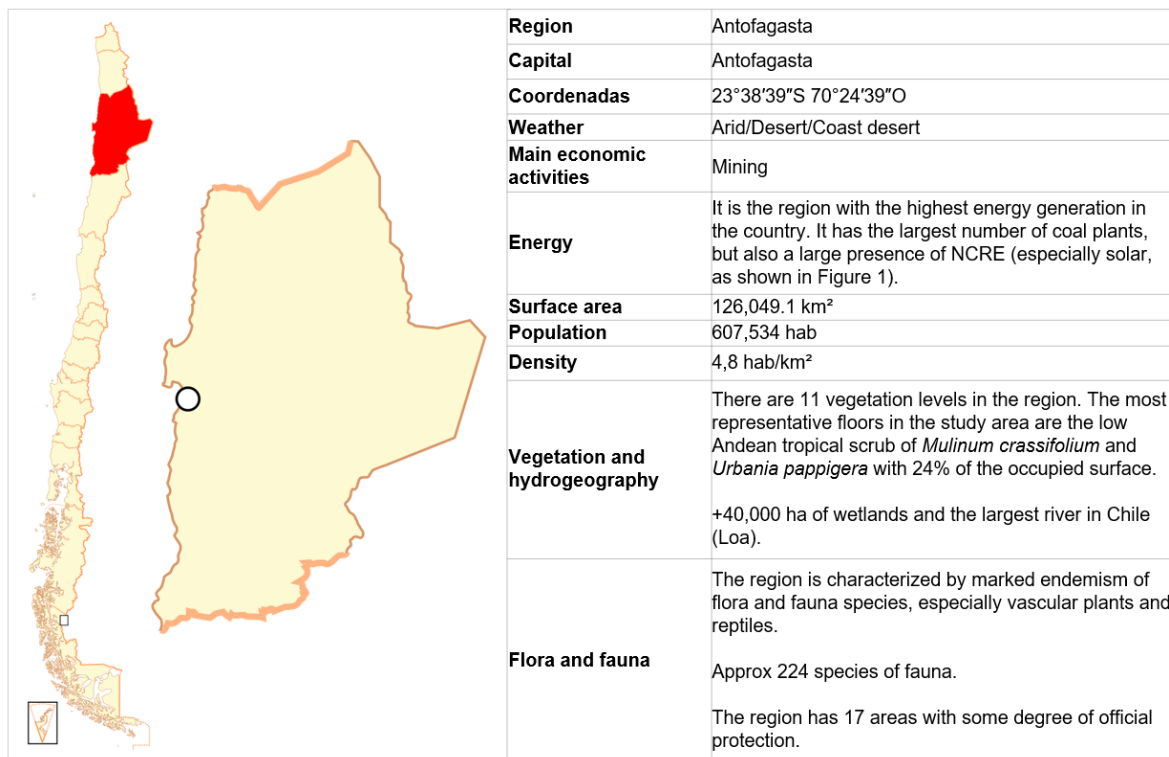 Region
Antofagasta
Capital
Antofagasta
Coordenadas
23°38′39″S 70°24′39″O
Weather
Arid/Desert/Coast desert
Main economic
activities
Mining
Energy
It is the region with the highest energy generation in
the country. It has the largest number of coal plants,
but also a large presence of NCRE (especially solar,
as shown in Figure 1).
Surface area
126,049.1 km²
Population
607,534 hab
Density
4,8 hab/km²
Vegetation and
hydrogeography
There are 11 vegetation levels in the region. The most
representative floors in the study area are the low
Andean tropical scrub of Mulinum crassifolium and
Urbania pappigera with 24% of the occupied surface.
+40,000 ha of wetlands and the largest river in Chile
(Loa).
Flora and fauna
The region is characterized by marked endemism of
flora and fauna species, especially vascular plants and
reptiles.
Approx 224 species of fauna.
The region has 17 areas with some degree of official
protection.